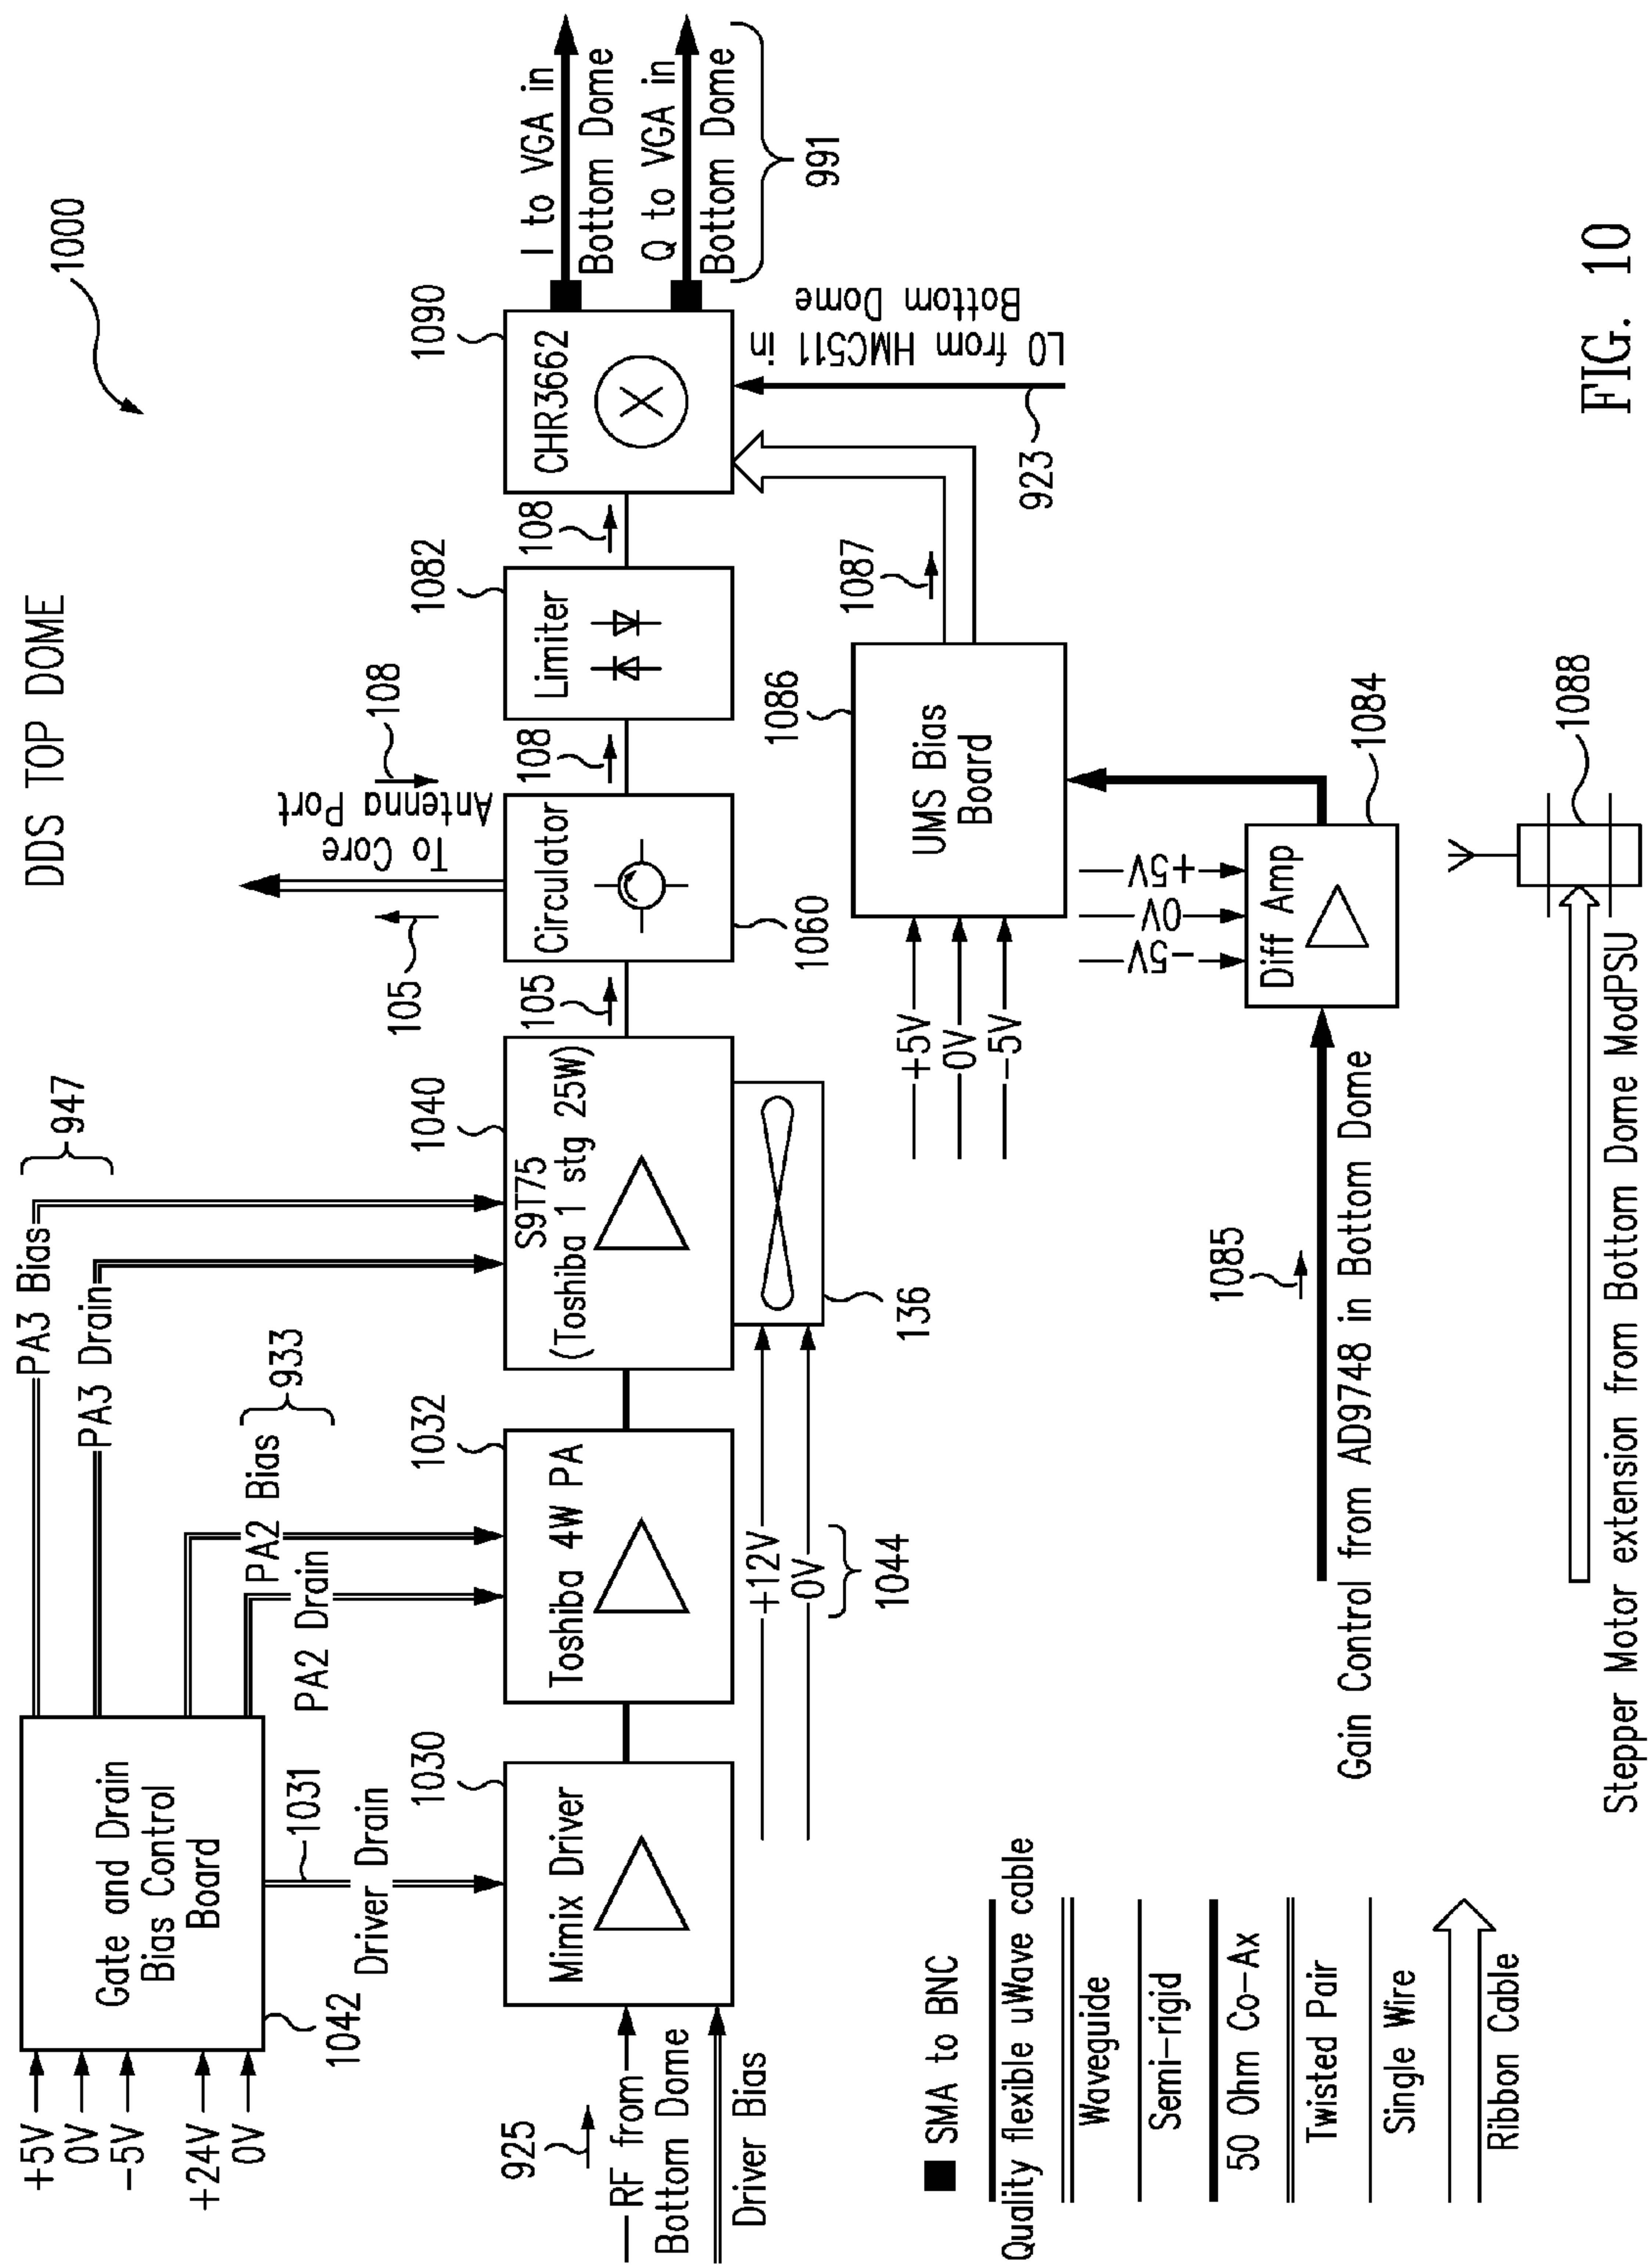 DDS TOP DOME
1000
+5V
0V
-5V
+24V
0V
Gate and Drain
Bias Control
Board
1042
PA3 Bias
947
PA3 Drain
PA2 Bias
933
PA2 Drain
1031
Driver Drain
925
RF from
Bottom Dome
Driver Bias
1030
Mimix Driver
1032
Toshiba 4W PA
1040
S9T75
(Toshiba 1 stg 25W)
136
+12V
0V
1044
105
105
To Core
Antenna Port
108
Circulator
1060
108
1082
Limiter
108
1090
CHR3662
I to VGA in
Bottom Dome
Q to VGA in
Bottom Dome
991
LO from HMC511 in
Bottom Dome
923
1087
1086
UMS Bias
Board
+5V
0V
-5V
-5V
0V
+5V
Diff Amp
1084
1085
Gain Control from AD9748 in Bottom Dome
1088
Stepper Motor extension from Bottom Dome ModPSU
SMA to BNC
Quality flexible uWave cable
Waveguide
Semi-rigid
50 Ohm Co-Ax
Twisted Pair
Single Wire
Ribbon Cable
FIG. 10